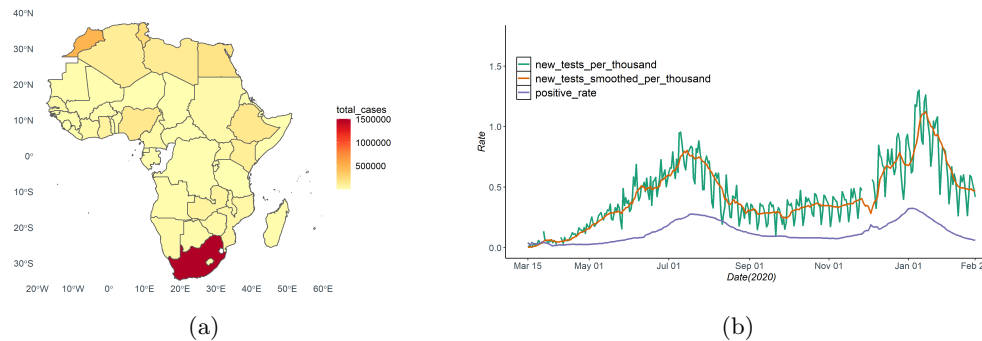 40°N
30°N
20°N
10°N
0°
10°S
20°S
30°S
20°W 10°W 0° 10°E 20°E 30°E 40°E 50°E 60°E
total_cases
1500000
1000000
500000
(a)
1.5
1.0
0.5
0.0
Rate
new_tests_per_thousand
new_tests_smoothed_per_thousand
positive_rate
Mar 15 May 01 Jul 01 Sep 01 Nov 01 Jan 01 Feb 2
Date(2020)
(b)